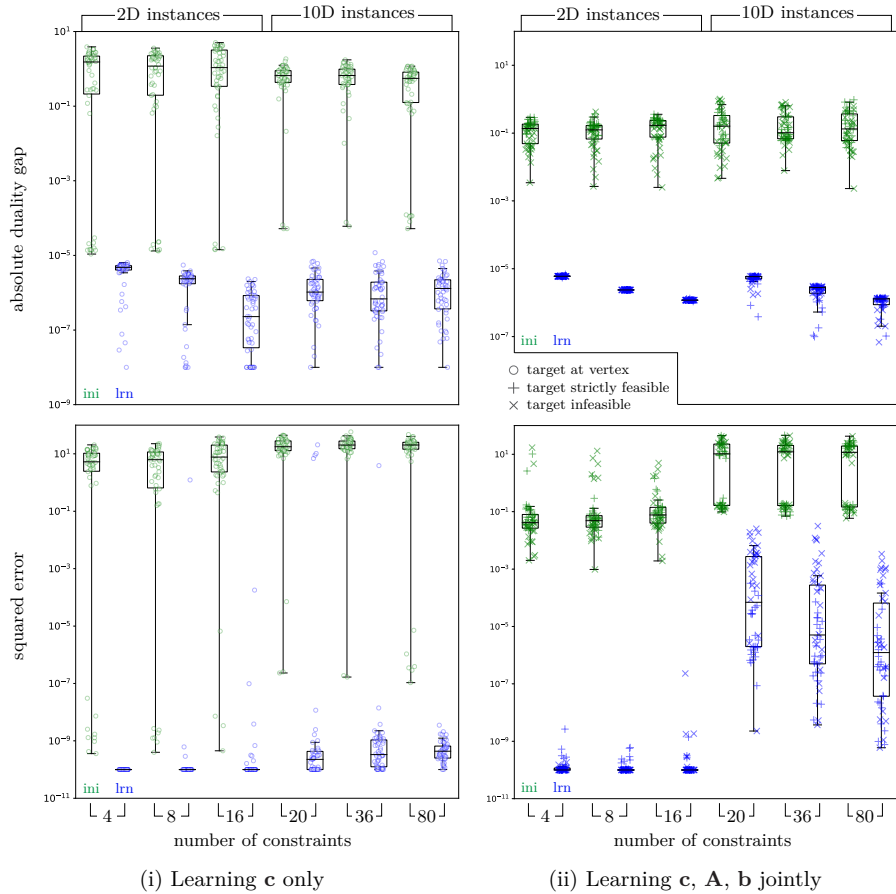 2D instances 10D instances 2D instances 10D instances
absolute duality gap
10^1
10^-1
10^-3
10^-5
10^-7
10^-9
ini lrn
10^1
10^-1
10^-3
10^-5
10^-7
ini lrn
○ target at vertex
+ target strictly feasible
× target infeasible
squared error
10^1
10^-1
10^-3
10^-5
10^-7
10^-9
10^-11
ini lrn
4 8 16 20 36 80
number of constraints
10^1
10^-1
10^-3
10^-5
10^-7
10^-9
10^-11
ini lrn
4 8 16 20 36 80
number of constraints
(i) Learning c only
(ii) Learning c, A, b jointly